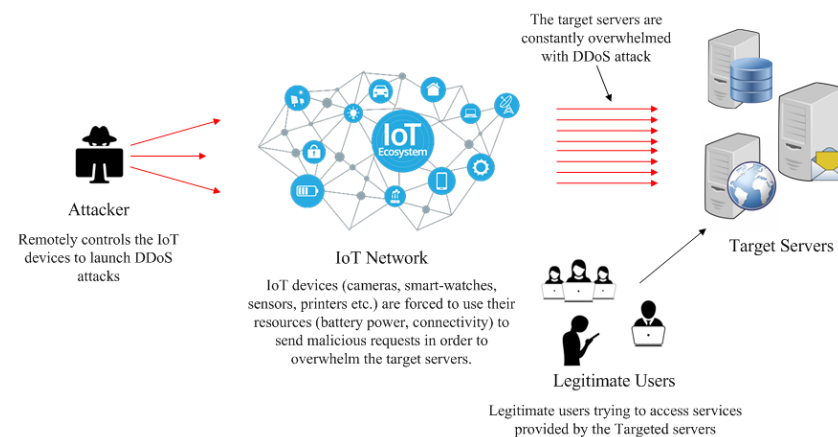 The target servers are
constantly overwhelmed
with DDoS attack
IoT
Ecosystem
Attacker
Remotely controls the IoT
devices to launch DDoS
attacks
IoT Network
IoT devices (cameras, smart-watches,
sensors, printers etc.) are forced to use their
resources (battery power, connectivity) to
send malicious requests in order to
overwhelm the target servers.
Target Servers
Legitimate Users
Legitimate users trying to access services
provided by the Targeted servers